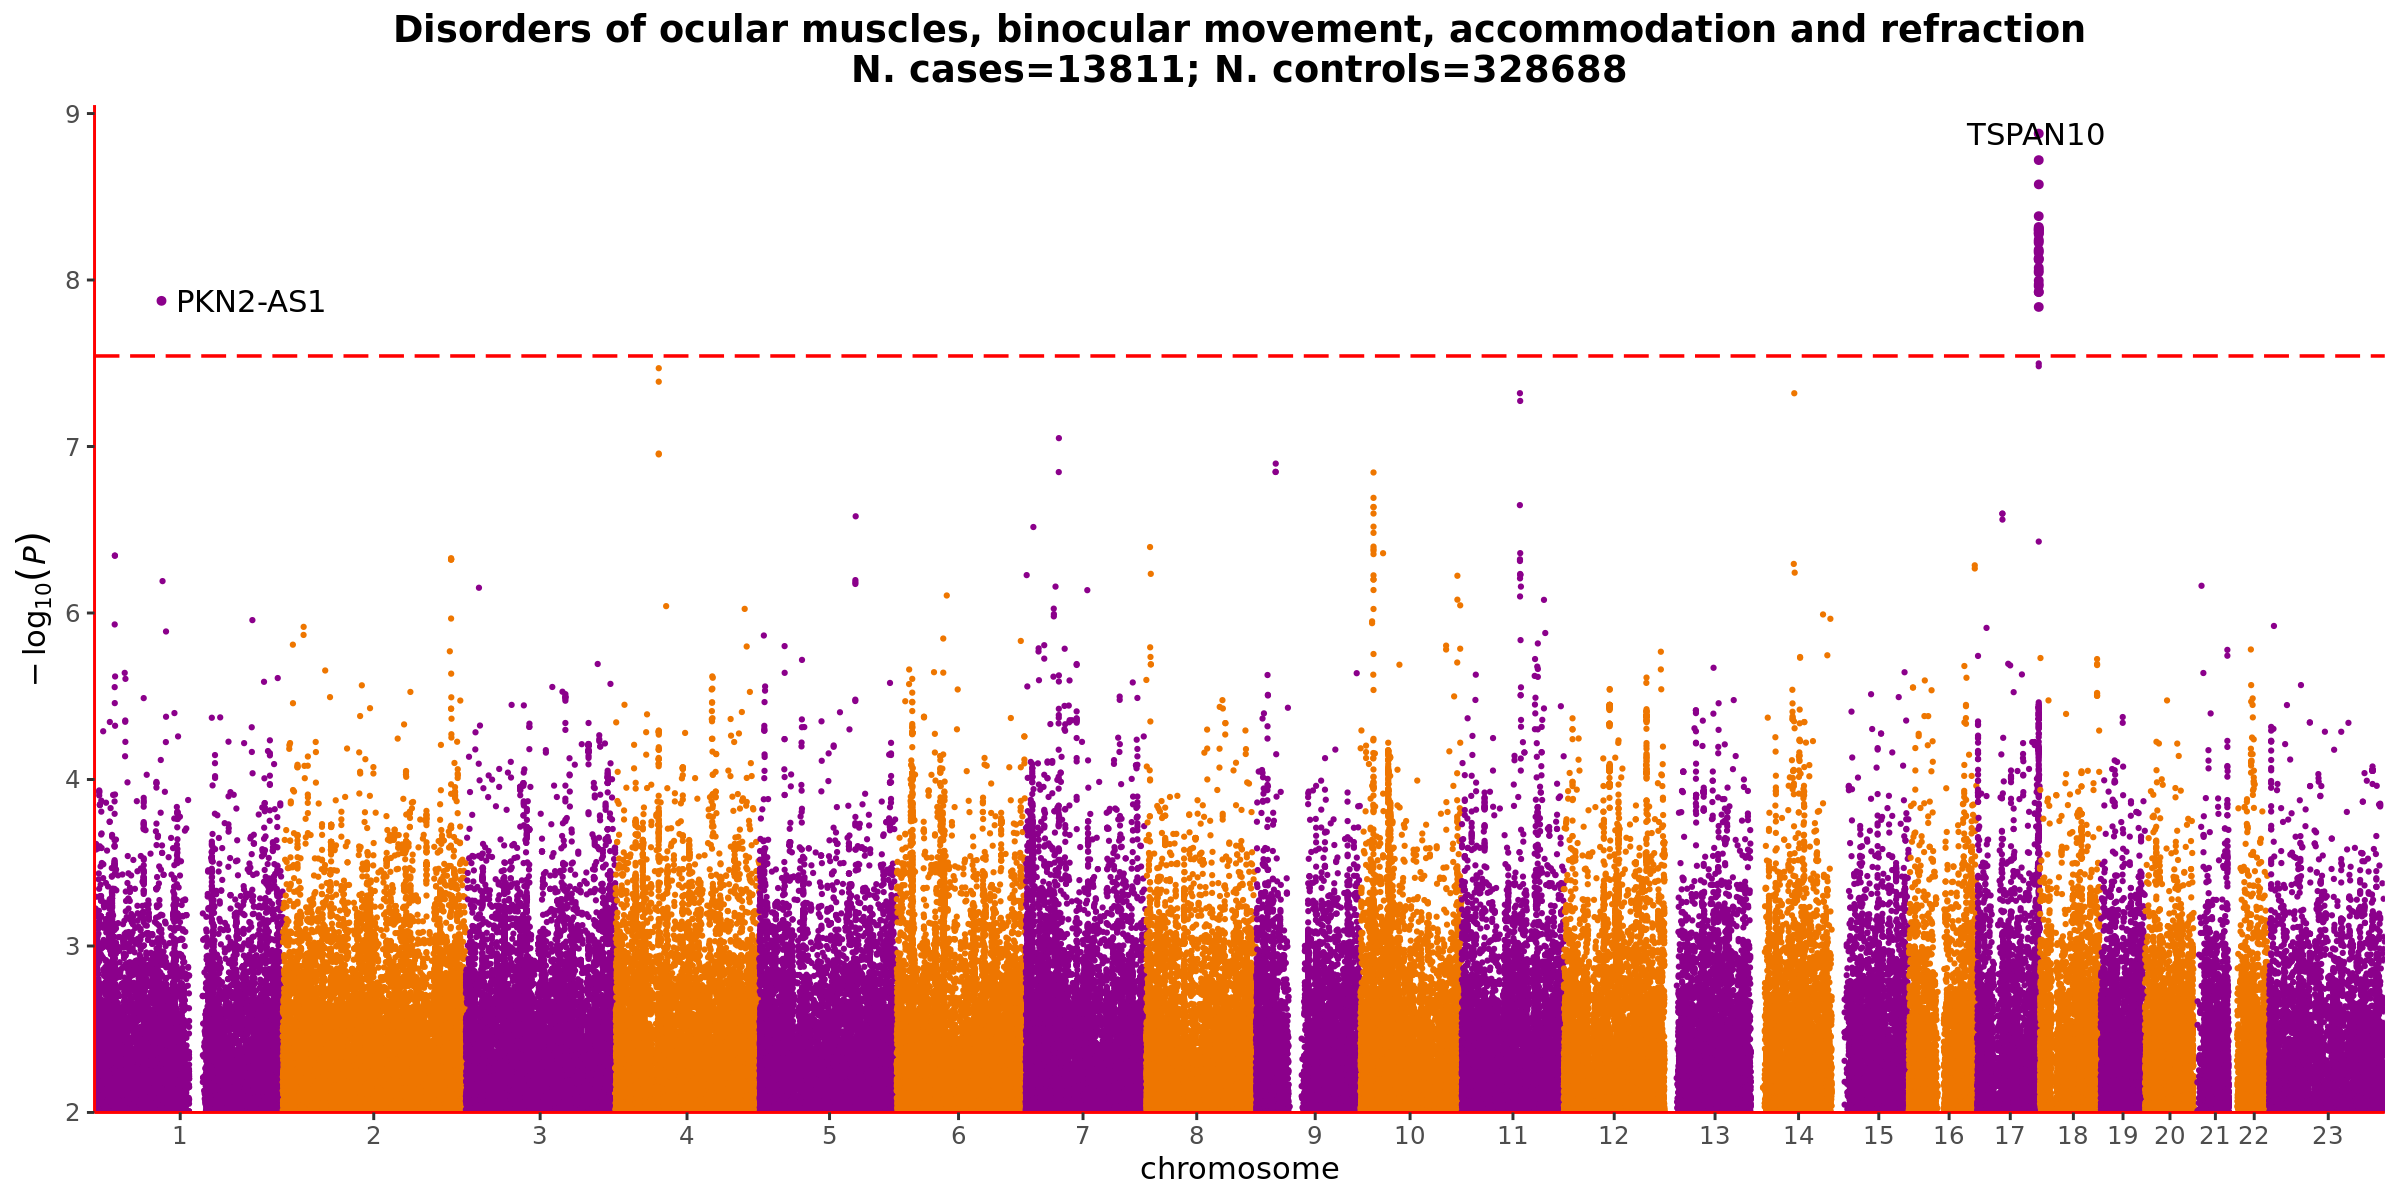 Disorders of ocular muscles, binocular movement, accommodation and refraction
N. cases=13811; N. controls=328688
9
TSPAN10
8
PKN2-AS1
7
6
4
3
2
− log10(P)
1 2 3 4 5 6 7 8 9 10 11 12 13 14 15 16 17 18 19 20 21 22 23
chromosome